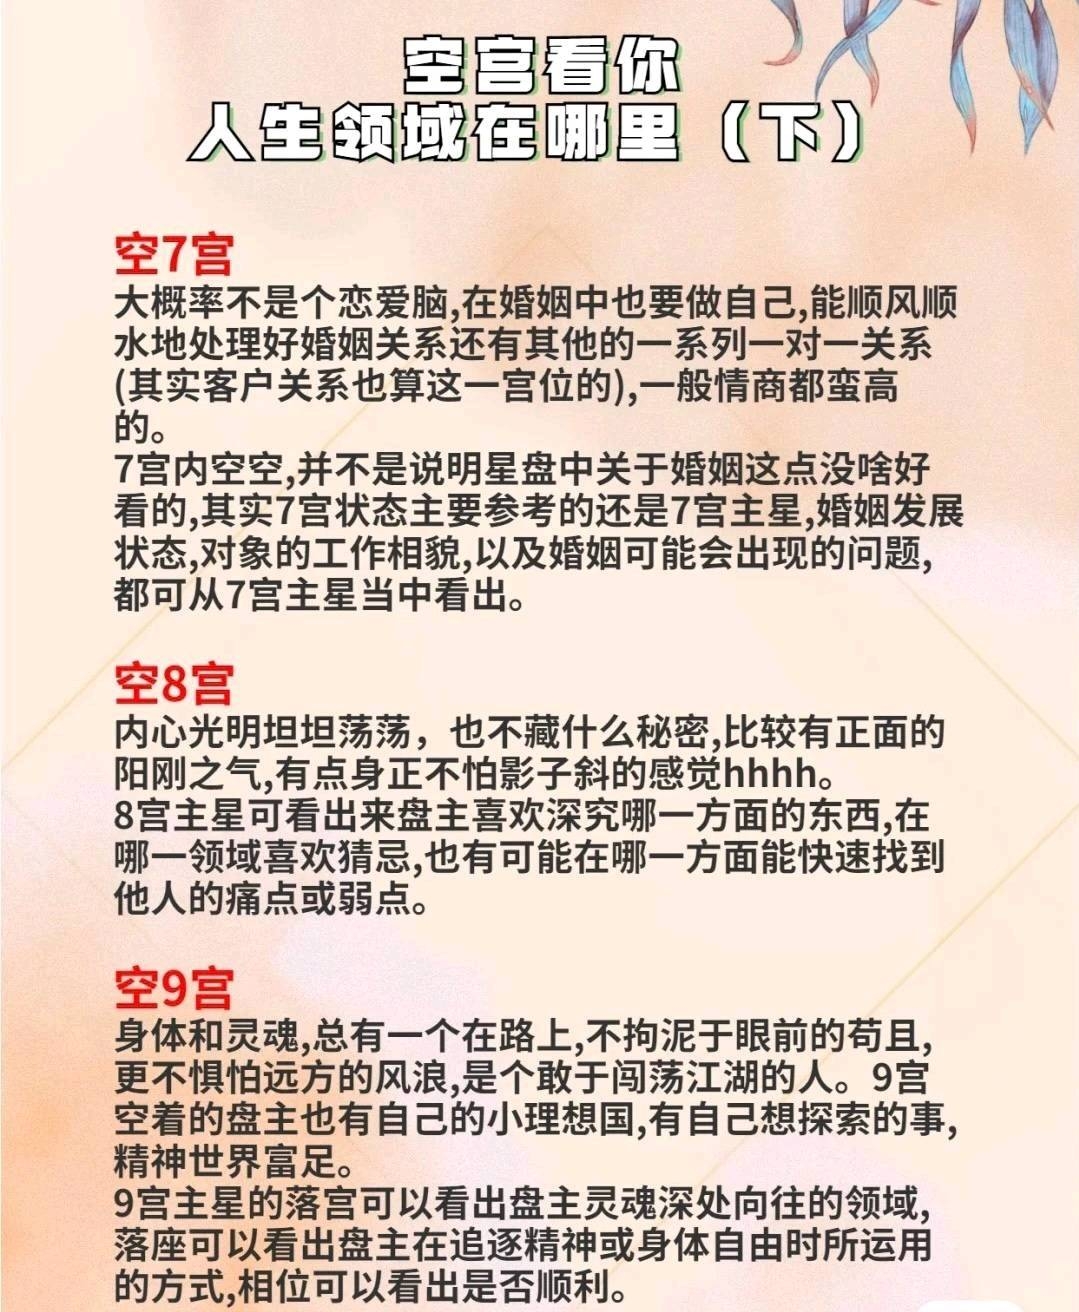 空宫看你
人生领域在哪里（下）
空7宫
大概率不是个恋爱脑,在婚姻中也要做自己,能顺风顺
水地处理好婚姻关系还有其他的一系列一对一关系
(其实客户关系也算这一宫位的),一般情商都蛮高
的。
7宫内空空,并不是说明星盘中关于婚姻这点没啥好
看的,其实7宫状态主要参考的还是7宫主星,婚姻发展
状态,对象的工作相貌,以及婚姻可能会出现的问题,
都可从7宫主星当中看出。
空8宫
内心光明坦坦荡荡，也不藏什么秘密,比较有正面的
阳刚之气,有点身正不怕影子斜的感觉hhhh。
8宫主星可看出来盘主喜欢深究哪一方面的东西,在
哪一领域喜欢猜忌,也有可能在哪一方面能快速找到
他人的痛点或弱点。
空9宫
身体和灵魂,总有一个在路上,不拘泥于眼前的苟且,
更不惧怕远方的风浪,是个敢于闯荡江湖的人。9宫
空着的盘主也有自己的小理想国,有自己想探索的事,
精神世界富足。
9宫主星的落宫可以看出盘主灵魂深处向往的领域,
落座可以看出盘主在追逐精神或身体自由时所运用
的方式,相位可以看出是否顺利。